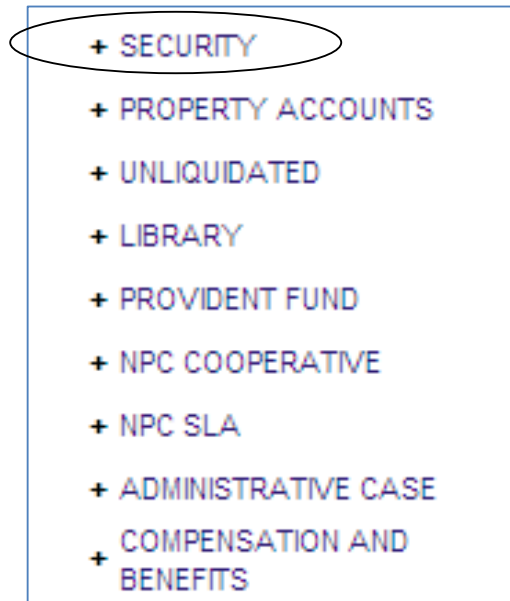 + SECURITY
+ PROPERTY ACCOUNTS
+ UNLIQUIDATED
+ LIBRARY
+ PROVIDENT FUND
+ NPC COOPERATIVE
+ NPC SLA
+ ADMINISTRATIVE CASE
+ COMPENSATION AND
BENEFITS